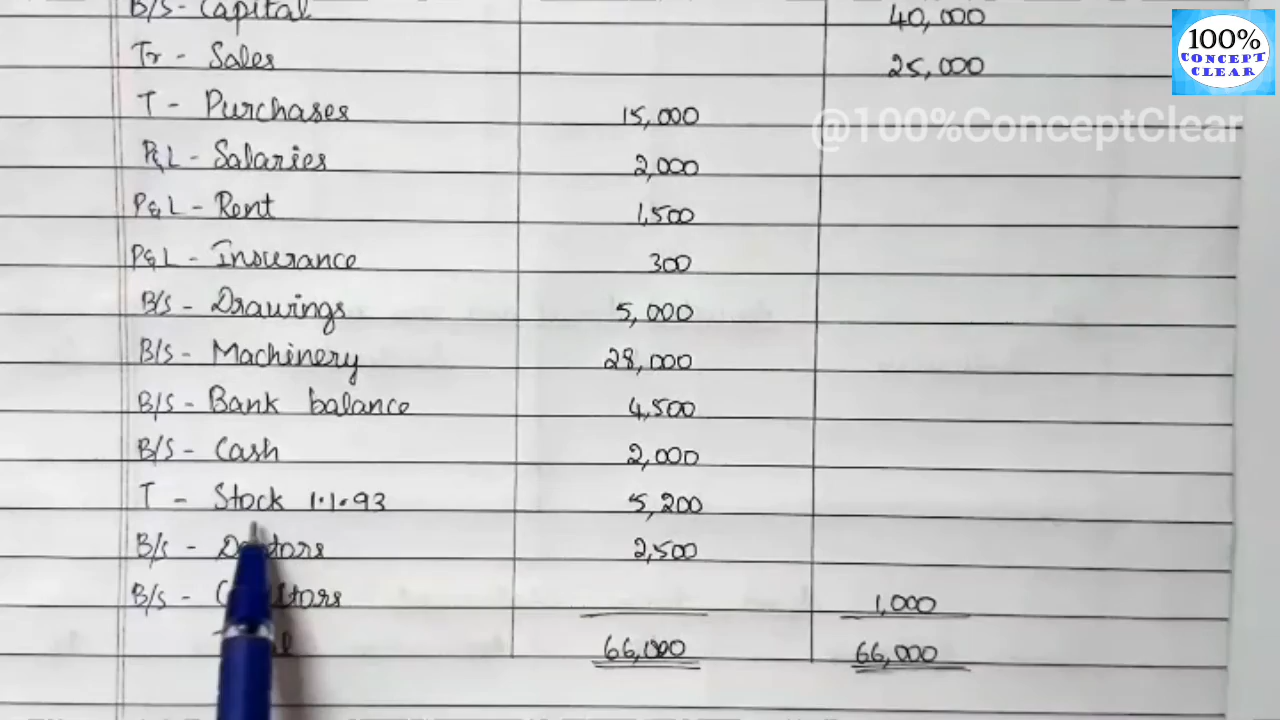 B/S - Capital 40,000
Tr - Sales 25,000
T - Purchases 15,000
P&L - Salaries 2,000
P&L - Rent 1,500
P&L - Insurance 300
B/S - Drawings 5,000
B/S - Machinery 28,000
B/S - Bank balance 4,500
B/S - Cash 2,000
T - Stock 1.1.93 5,200
B/S - 2,500
B/S - 1,000
66,000 66,000
100%
CONCEPT
CLEAR
@100%ConceptClear